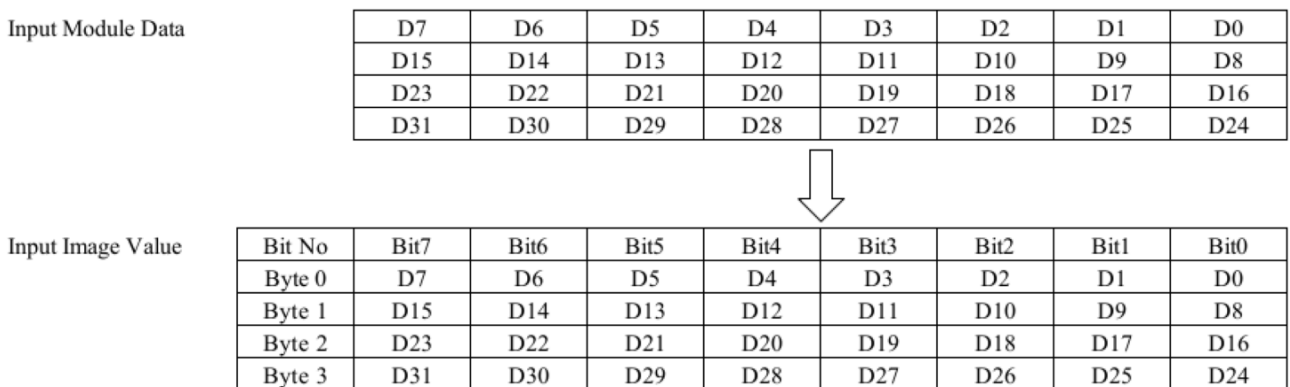 Input Module Data D7 D6 D5 D4 D3 D2 D1 D0
D15 D14 D13 D12 D11 D10 D9 D8
D23 D22 D21 D20 D19 D18 D17 D16
D31 D30 D29 D28 D27 D26 D25 D24
Input Image Value Bit No Bit7 Bit6 Bit5 Bit4 Bit3 Bit2 Bit1 Bit0
Byte 0 D7 D6 D5 D4 D3 D2 D1 D0
Byte 1 D15 D14 D13 D12 D11 D10 D9 D8
Byte 2 D23 D22 D21 D20 D19 D18 D17 D16
Byte 3 D31 D30 D29 D28 D27 D26 D25 D24